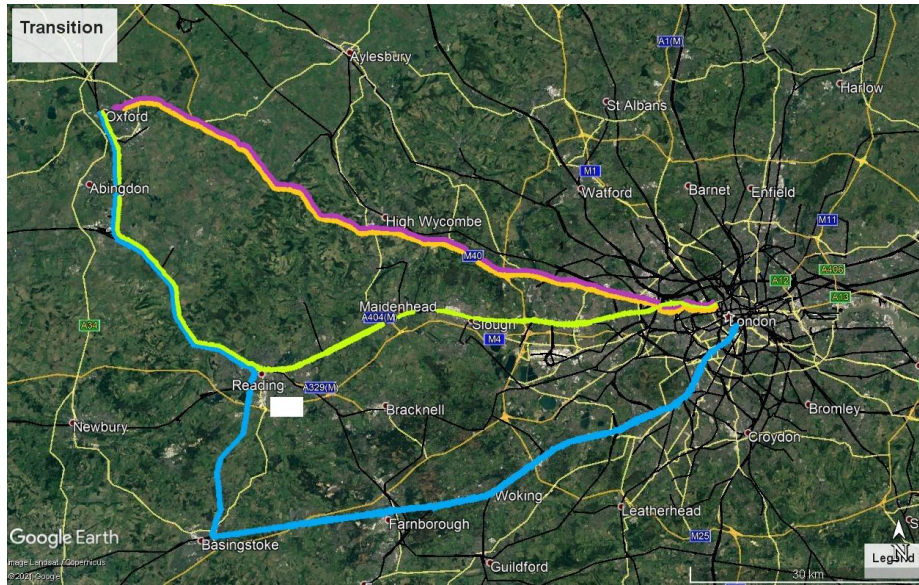 Transition
A1(M)
Aylesbury
Harlow
St Albans
Oxford
M1
Abingdon
Watford
Barnet
Enfield
High Wycombe
M11
M40
A12
A406
A13
Maidenhead
A404(M)
Slough
London
A34
M4
Reading
A329(M)
Bracknell
Bromley
Newbury
Croydon
Woking
Farnborough
Leatherhead
Basingstoke
M25
Google Earth
Image Landsat / Copernicus
© 2021 Google
Guildford
N
30 km